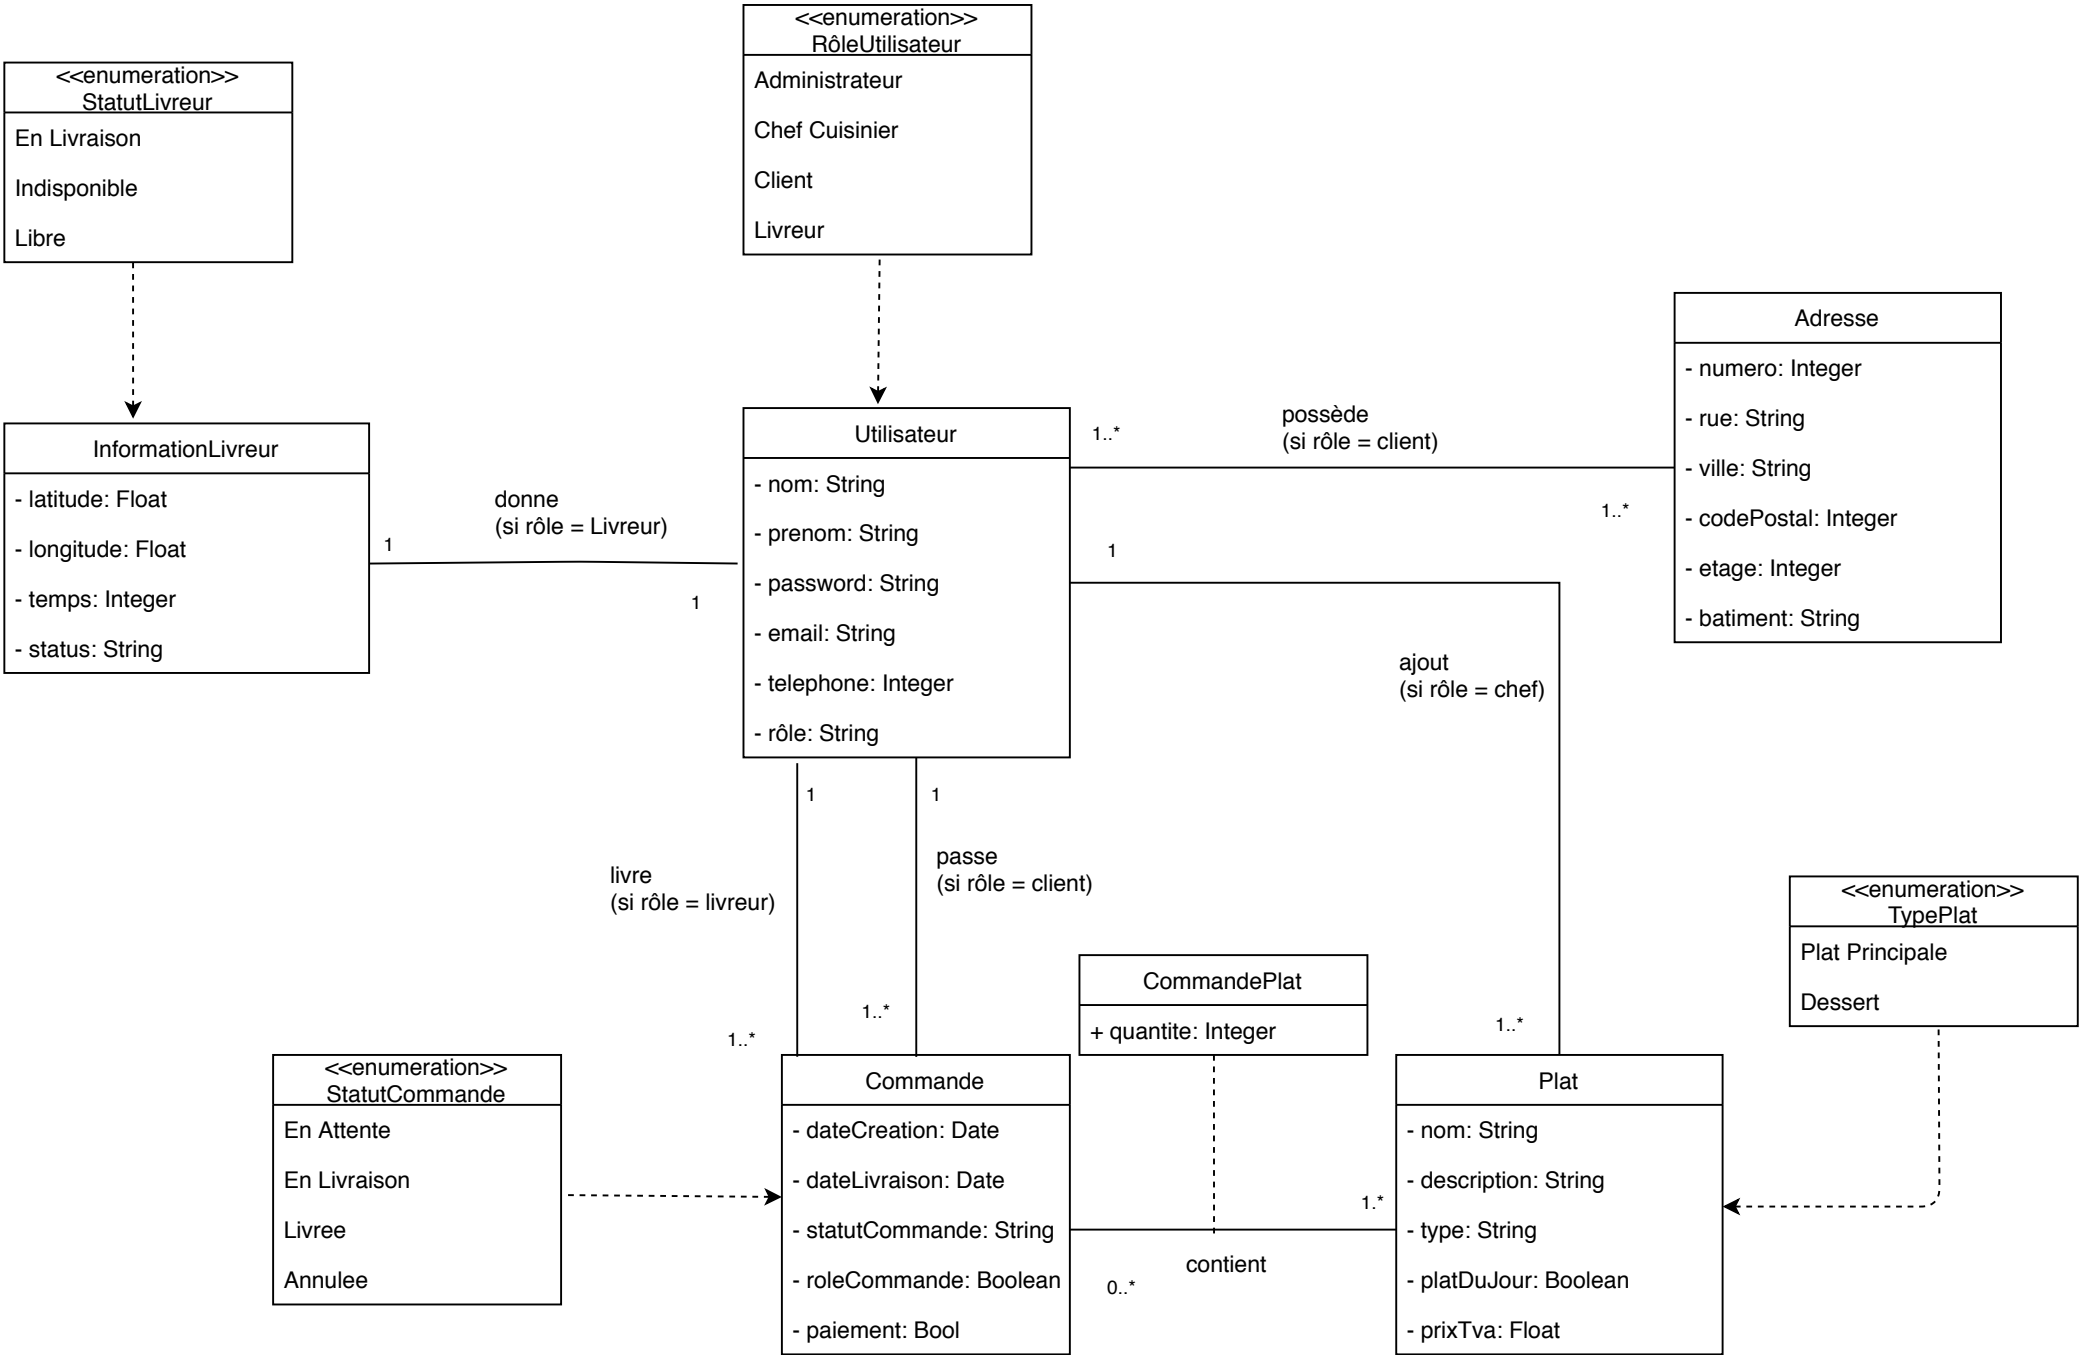 <<enumeration>>
RôleUtilisateur
Administrateur
Chef Cuisinier
Client
Livreur
<<enumeration>>
StatutLivreur
En Livraison
Indisponible
Libre
Adresse
- numero: Integer
- rue: String
- ville: String
- codePostal: Integer
- etage: Integer
- batiment: String
InformationLivreur
- latitude: Float
- longitude: Float
- temps: Integer
- status: String
donne
(si rôle = Livreur)
1
1
Utilisateur
- nom: String
- prenom: String
- password: String
- email: String
- telephone: Integer
- rôle: String
1..*
possède
(si rôle = client)
1..*
1
ajout
(si rôle = chef)
1..*
1
livre
(si rôle = livreur)
1..*
1
passe
(si rôle = client)
1..*
<<enumeration>>
TypePlat
Plat Principale
Dessert
CommandePlat
+ quantite: Integer
<<enumeration>>
StatutCommande
En Attente
En Livraison
Livree
Annulee
Commande
- dateCreation: Date
- dateLivraison: Date
- statutCommande: String
- roleCommande: Boolean
- paiement: Bool
1.*
contient
0..*
Plat
- nom: String
- description: String
- type: String
- platDuJour: Boolean
- prixTva: Float